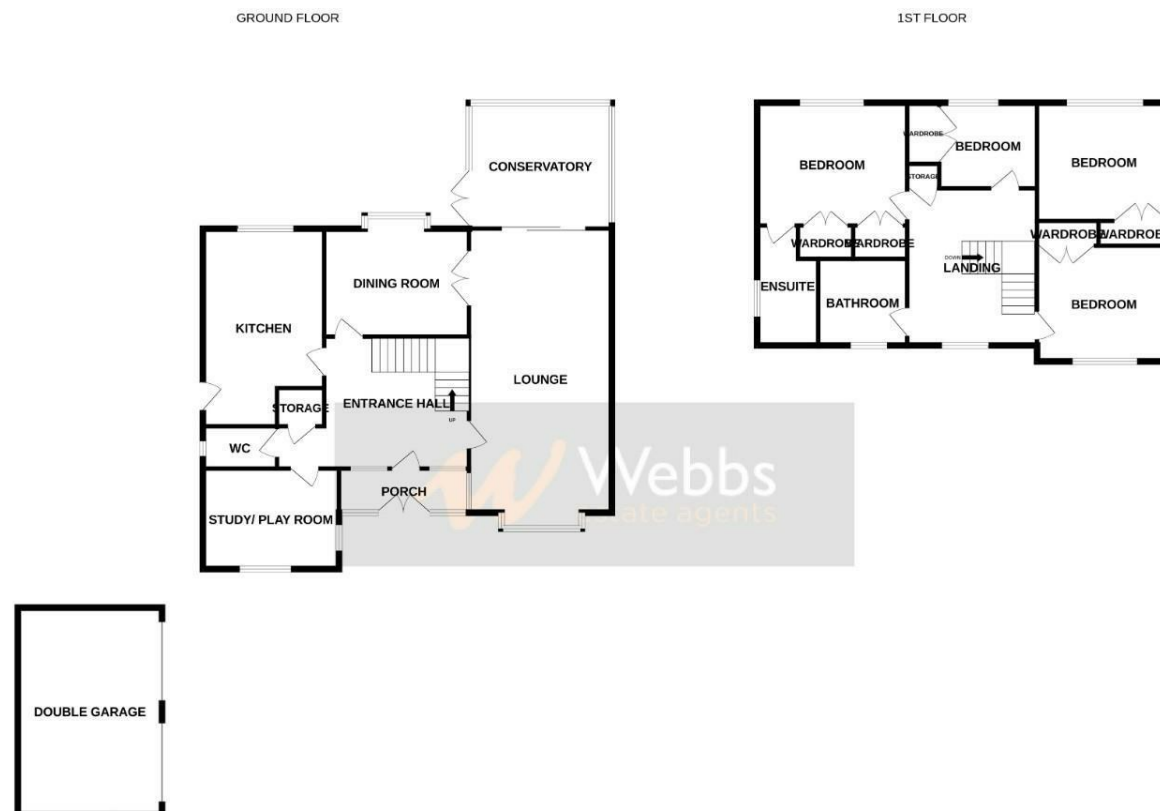 GROUND FLOOR
1ST FLOOR
CONSERVATORY
DINING ROOM
KITCHEN
LOUNGE
STORAGE
ENTRANCE HALL
UP
WC
PORCH
STUDY/ PLAY ROOM
Webbs
estate agents
DOUBLE GARAGE
WARDROBE
BEDROOM
BEDROOM
BEDROOM
STORAGE
WARDROBE
WARDROBE
WARDROBE
WARDROBE
DOWN
LANDING
ENSUITE
BATHROOM
BEDROOM